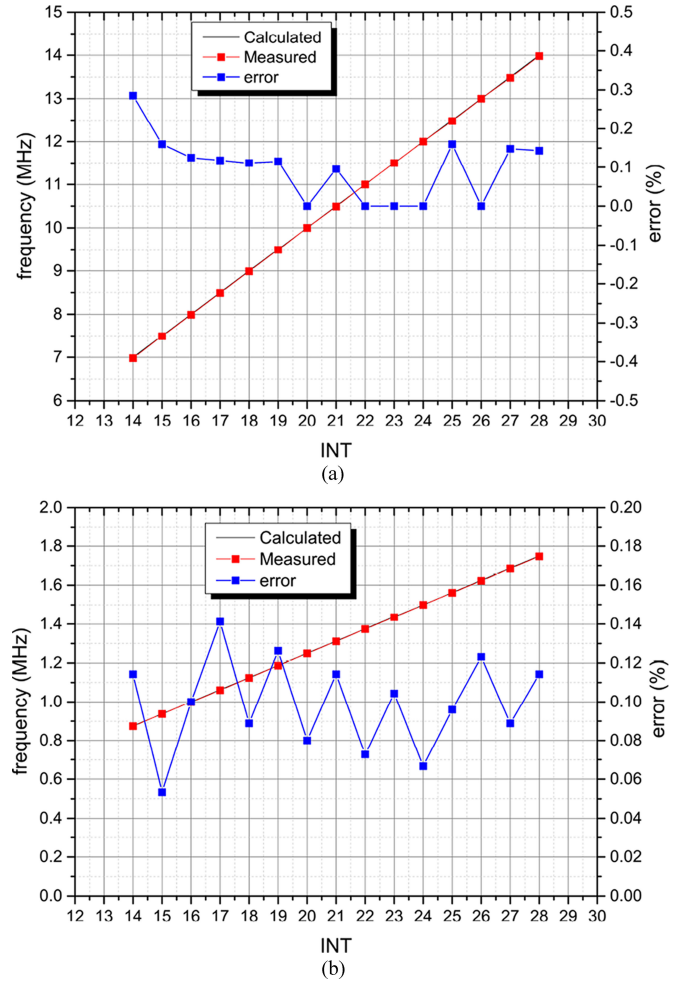 15
14
13
12
11
10
9
8
7
6
frequency (MHz)
Calculated
Measured
error
0.5
0.4
0.3
0.2
0.1
0.0
-0.1
-0.2
-0.3
-0.4
-0.5
error (%)
12 13 14 15 16 17 18 19 20 21 22 23 24 25 26 27 28 29 30
INT
(a)
2.0
1.8
1.6
1.4
1.2
1.0
0.8
0.6
0.4
0.2
0.0
frequency (MHz)
Calculated
Measured
error
0.20
0.18
0.16
0.14
0.12
0.10
0.08
0.06
0.04
0.02
0.00
error (%)
12 13 14 15 16 17 18 19 20 21 22 23 24 25 26 27 28 29 30
INT
(b)